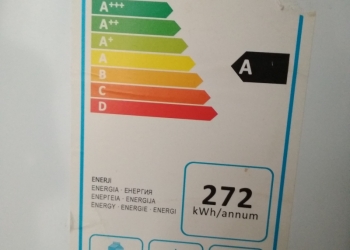 A+++
A++
A+
A
B
C
D
A
ENERJI
ENERGIA · ЕНЕРГИЯ
ΕΝΕΡΓΕΙΑ · ENERGIJA
ENERGY · ENERGIE · ENERGI
272
kWh/annum